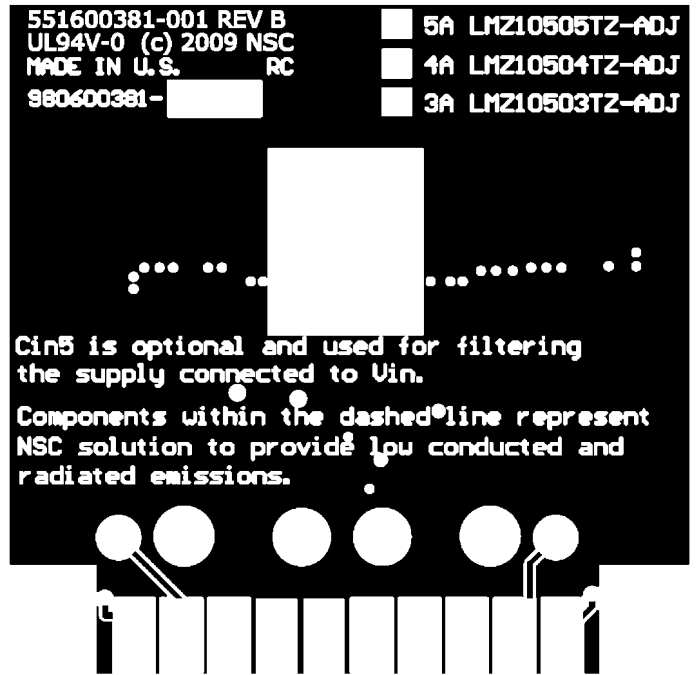 551600381-001 REV B
UL94V-0 (c) 2009 NSC
MADE IN U.S. RC
980600381-
5A LMZ10505TZ-ADJ
4A LMZ10504TZ-ADJ
3A LMZ10503TZ-ADJ
Cin5 is optional and used for filtering
the supply connected to Vin.
Components within the dashed line represent
NSC solution to provide low conducted and
radiated emissions.